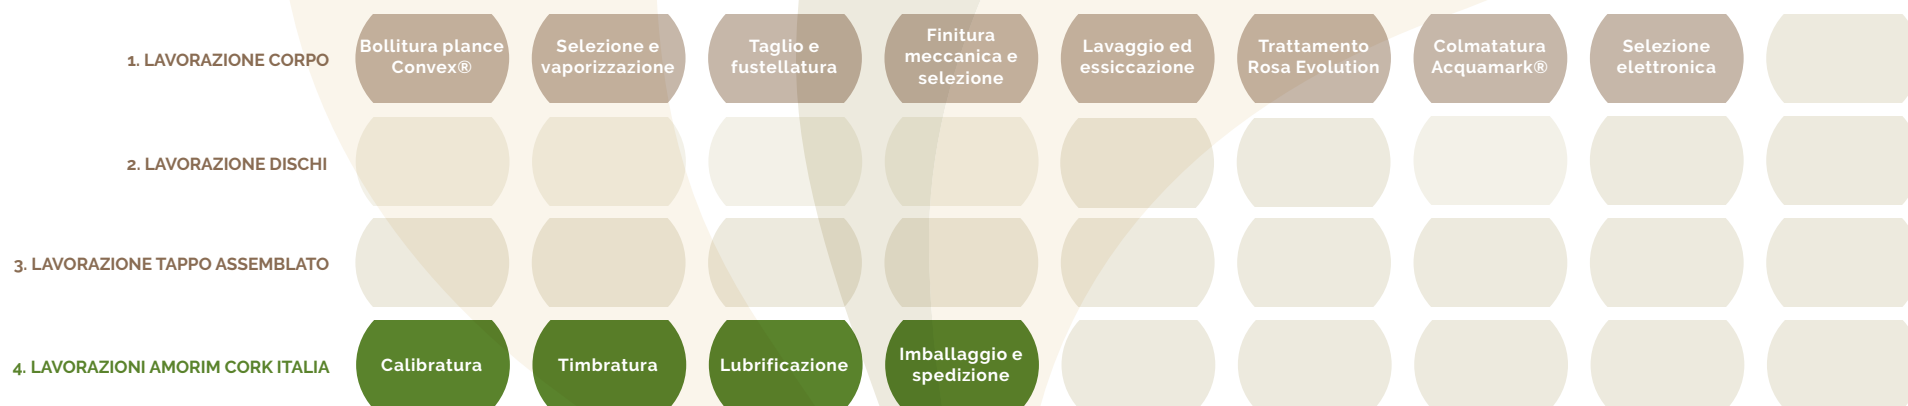 1. LAVORAZIONE CORPO
Bollitura plance
Convex®
Selezione e
vaporizzazione
Taglio e
fustellatura
Finitura
meccanica e
selezione
Lavaggio ed
essiccazione
Trattamento
Rosa Evolution
Colmatatura
Acquamark®
Selezione
elettronica
2. LAVORAZIONE DISCHI
3. LAVORAZIONE TAPPO ASSEMBLATO
4. LAVORAZIONI AMORIM CORK ITALIA
Calibratura
Timbratura
Lubrificazione
Imballaggio e
spedizione